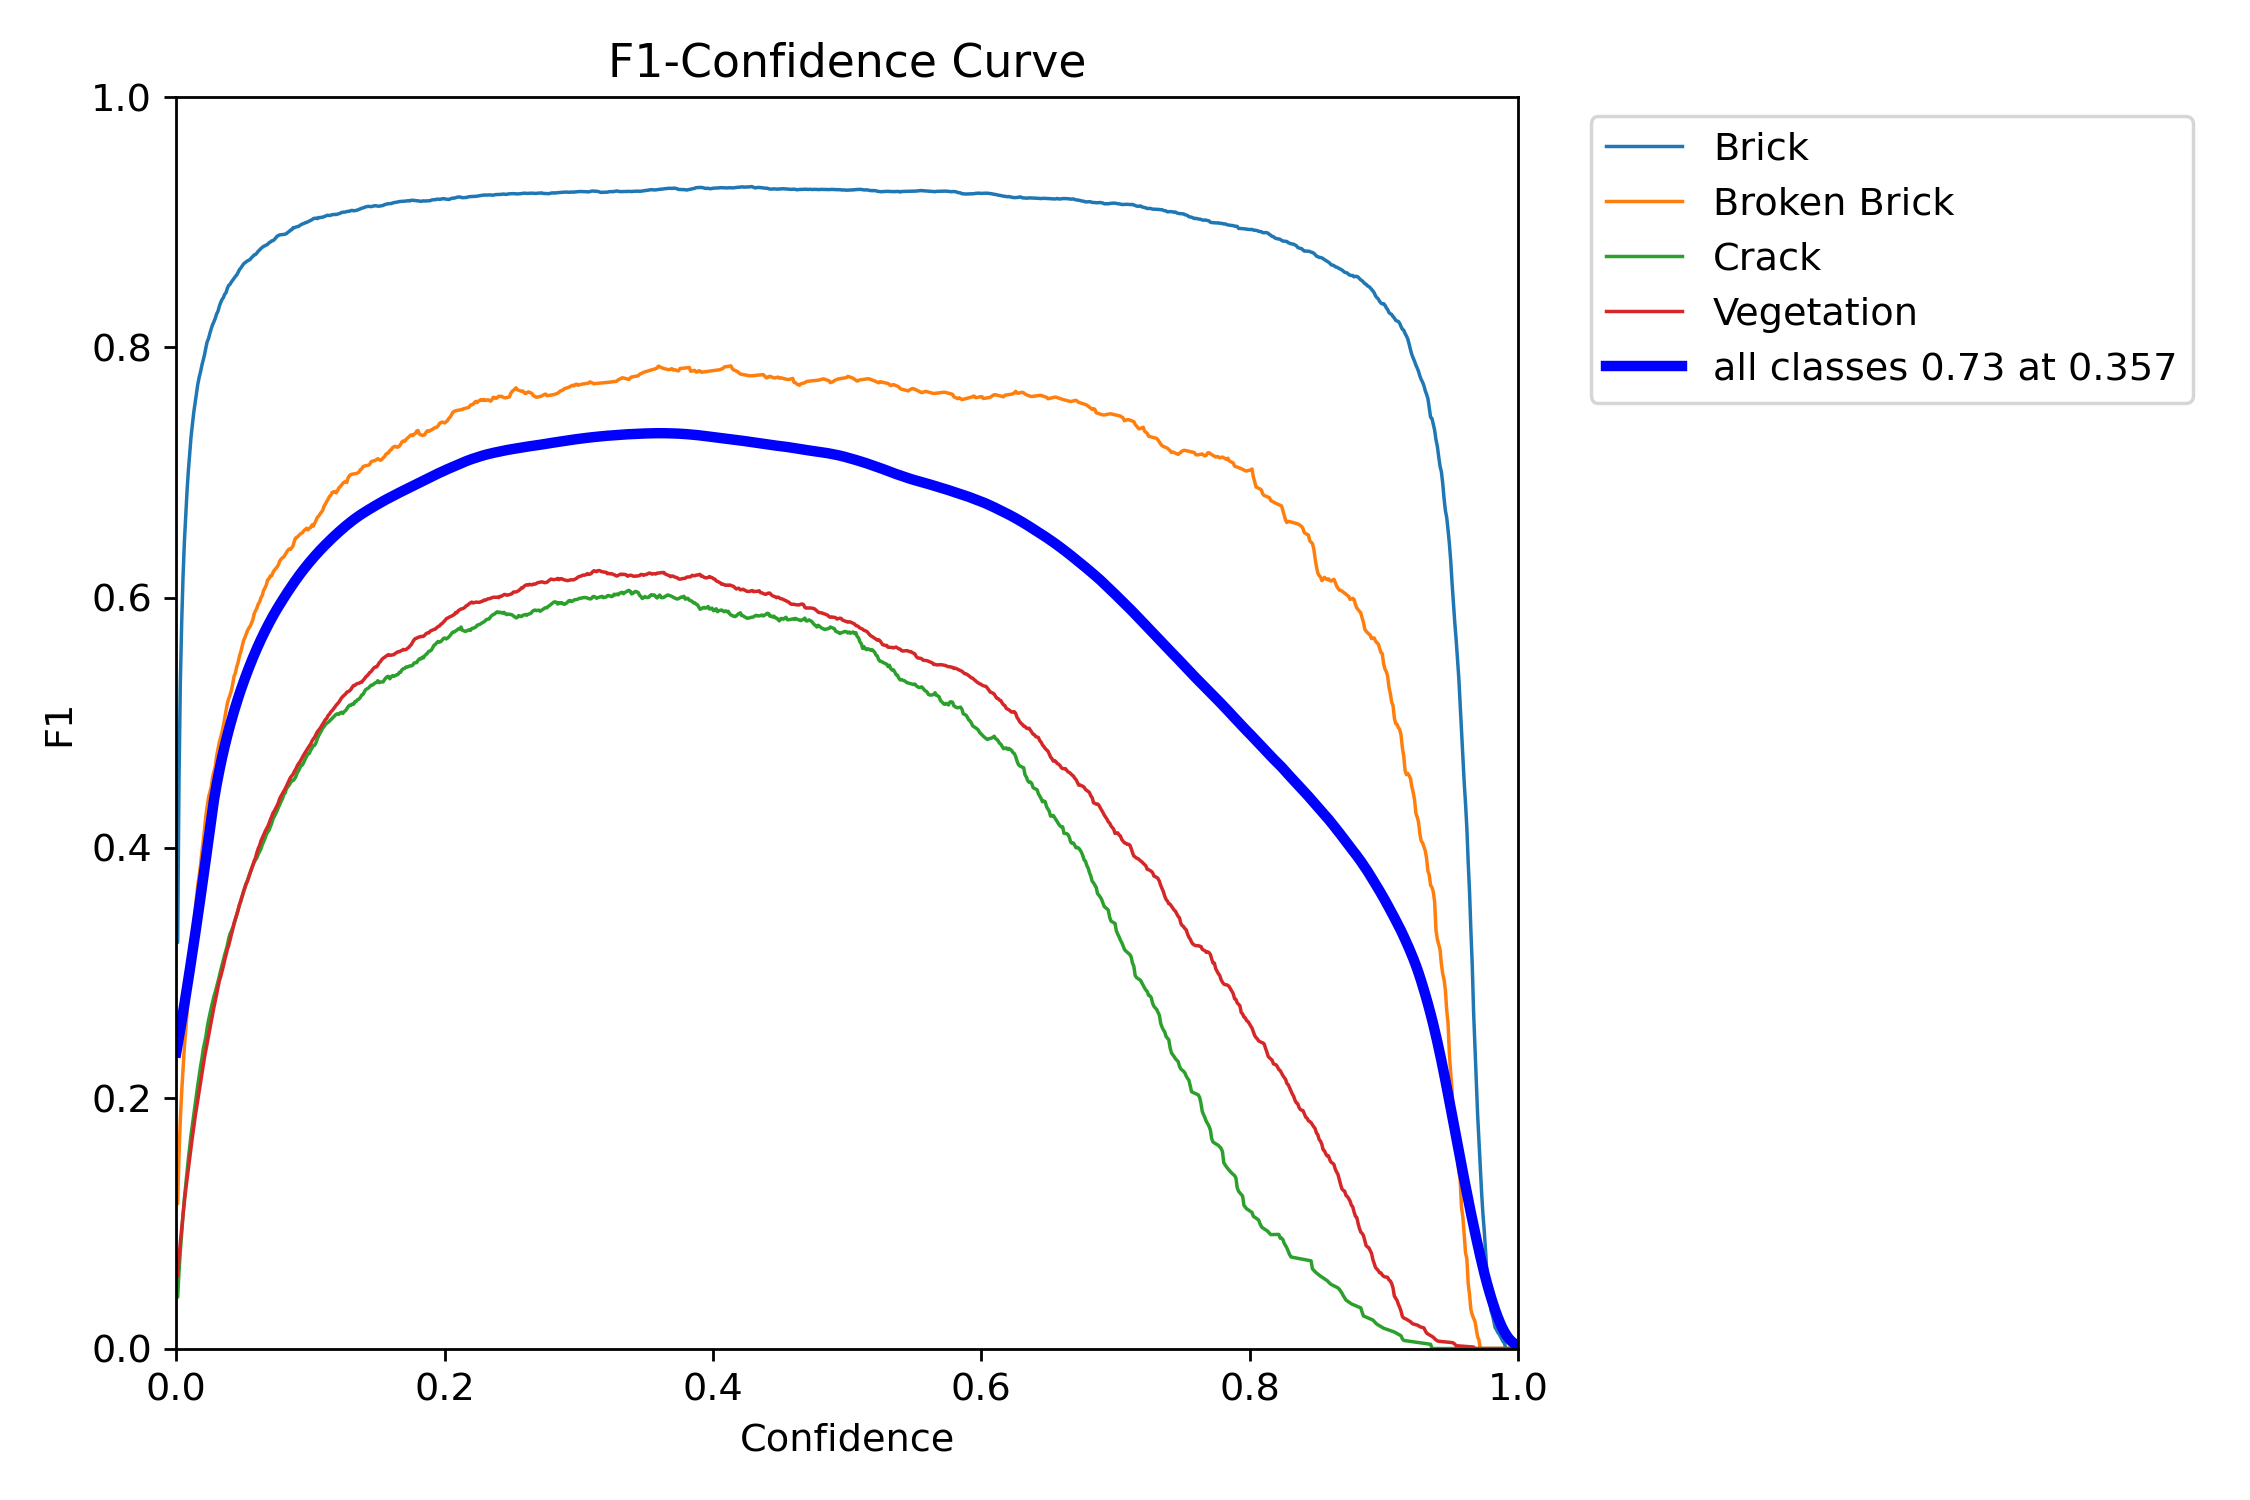 F1-Confidence Curve
1.0
0.8
0.6
0.4
0.2
0.0
F1
0.0 0.2 0.4 0.6 0.8 1.0
Confidence
Brick
Broken Brick
Crack
Vegetation
all classes 0.73 at 0.357